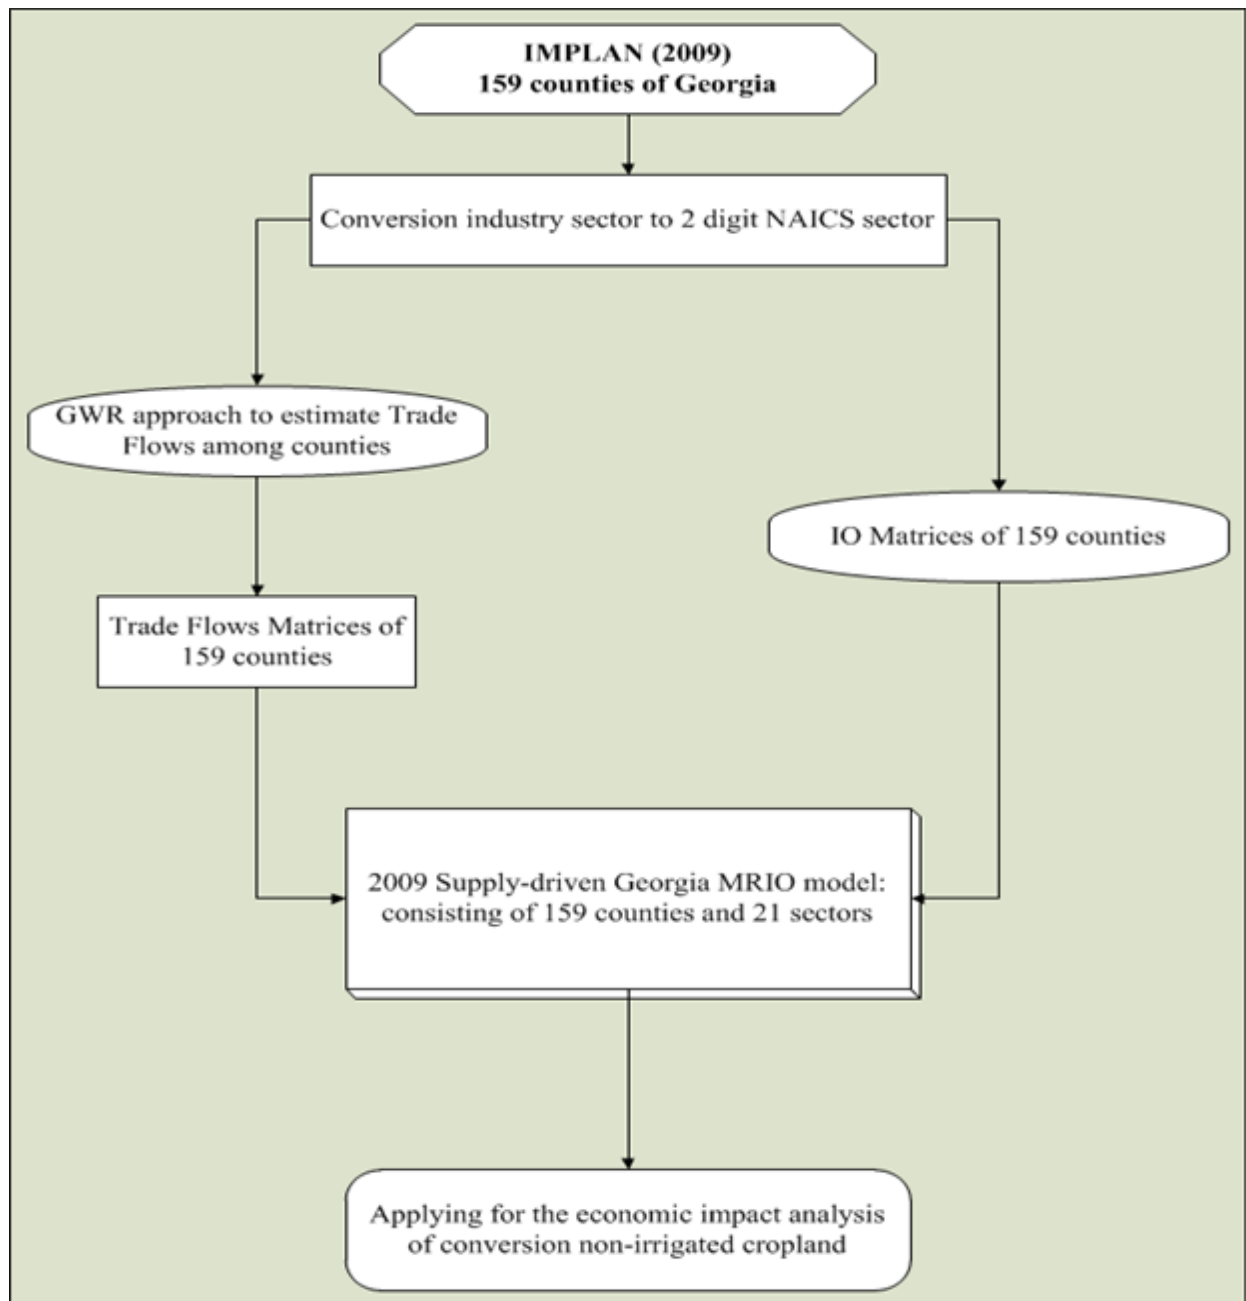 IMPLAN (2009)
159 counties of Georgia
Conversion industry sector to 2 digit NAICS sector
GWR approach to estimate Trade
Flows among counties
IO Matrices of 159 counties
Trade Flows Matrices of
159 counties
2009 Supply-driven Georgia MRIO model:
consisting of 159 counties and 21 sectors
Applying for the economic impact analysis
of conversion non-irrigated cropland